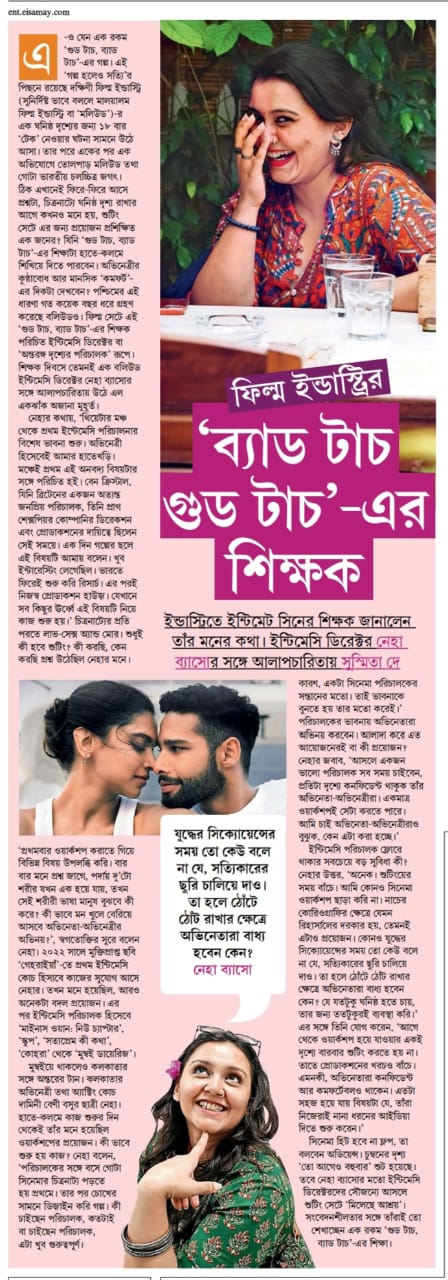 ent.eisamay.com
এ
-ও যেন এক রকম
‘গুড টাচ, ব্যাড
টাচ’-এর গল্প। এই
‘গল্প হলেও সত্যি’র
পিছনে রয়েছে দক্ষিণী ফিল্ম ইন্ডাস্ট্রি
(সুনির্দিষ্ট ভাবে বললে মালয়ালম
ফিল্ম ইন্ডাস্ট্রি বা ‘মলিউড’)-র
এক ঘনিষ্ঠ দৃশ্যের জন্য ১৮ বার
‘টেক’ নেওয়ার ঘটনা সামনে উঠে
আসা। তার পরে একের পর এক
অভিযোগে তোলপাড় মলিউড তথা
গোটা ভারতীয় চলচ্চিত্র জগৎ।
ঠিক এখানেই ফিরে-ফিরে আসে
প্রশ্নটা, চিত্রনাট্যে ঘনিষ্ঠ দৃশ্য রাখার
আগে কখনও মনে হয়, শুটিং
সেটে এর জন্য প্রয়োজন প্রশিক্ষিত
এক জনের? যিনি ‘গুড টাচ, ব্যাড
টাচ’-এর শিক্ষাটা হাতে-কলমে
শিখিয়ে দিতে পারবেন। অভিনেত্রীর
কুণ্ঠাবোধ আর মানসিক ‘কমফর্ট’-
এর দিকটা দেখবেন? পশ্চিমের এই
ধারণা গত কয়েক বছর ধরে গ্রহণ
করেছে বলিউডও। ফিল্ম সেটে এই
‘গুড টাচ, ব্যাড টাচ’-এর শিক্ষক
পরিচিত ইন্টিমেসি ডিরেক্টর বা
‘অন্তরঙ্গ দৃশ্যের পরিচালক’ রূপে।
শিক্ষক দিবসে তেমনই এক বলিউড
ইন্টিমেসি ডিরেক্টর নেহা ব্যাসের
সঙ্গে আলাপচারিতায় উঠে এল
একঝাঁক অজানা মুহূর্ত।
নেহার কথায়, ‘থিয়েটার মঞ্চ
থেকে প্রথম ইন্টিমেসি পরিচালনার
বিশেষ ভাবনা শুরু। অভিনেত্রী
হিসেবেই আমার হাতেখড়ি।
মঞ্চেই প্রথম এই অনবদ্য বিষয়টার
সঙ্গে পরিচিত হই। বেন ক্রিস্টাল,
যিনি ব্রিটেনের একজন অত্যন্ত
জনপ্রিয় পরিচালক, তিনি প্রাগ
শেক্সপিয়র কোম্পানির ডিরেকশন
এবং প্রোডাকশনের দায়িত্বে ছিলেন
সেই সময়ে। এক দিন গল্পের ছলে
এই বিষয়টি আমায় বলেন। খুব
ইন্টারেস্টিং লেগেছিল। ভারতে
ফিরেই শুরু করি রিসার্চ। এর পরই
নিজস্ব প্রোডাকশন হাউজ়। যেখানে
সব কিছুর ঊর্ধ্বে এই বিষয়টি নিয়ে
কাজ শুরু হয়।’ চিত্রনাট্যের প্রতি
পরতে লাভ-সেক্স অ্যান্ড মোর। শুধুই
কী হবে শুটিং? কী করছি, কেন
করছি প্রশ্ন উঠেছিল নেহার মনে।
ফিল্ম ইন্ডাস্ট্রির
‘ব্যাড টাচ
গুড টাচ’-এর
শিক্ষক
ইন্ডাস্ট্রিতে ইন্টিমেট সিনের শিক্ষক জানালেন
তাঁর মনের কথা। ইন্টিমেসি ডিরেক্টর নেহা
ব্যাসের সঙ্গে আলাপচারিতায় সুস্মিতা দে
‘প্রথমবার ওয়ার্কশপ করাতে গিয়ে
বিভিন্ন বিষয় উপলব্ধি করি। বার
বার মনে প্রশ্ন জাগে, পর্দায় দু’টো
শরীর যখন এক হয়ে যায়, তখন
সেই শরীরী ভাষা মানুষ বুঝবে কী
করে? কী ভাবে মন খুলে বেরিয়ে
আসবে অভিনেতা-অভিনেত্রীর
অভিনয়?’, স্বগতোক্তির সুরে বলেন
নেহা। ২০২২ সালে মুক্তিপ্রাপ্ত ছবি
‘গেহরাইয়া’-তে প্রথম ইন্টিমেসি
কোচ হিসাবে কাজের সুযোগ আসে
নেহার। তখন মনে হয়েছিল, আরও
অনেকটা বদল প্রয়োজন। এর
পর ইন্টিমেসি পরিচালক হিসেবে
‘মাইনাস ওয়ান: নিউ চ্যাপ্টার’,
‘স্কুপ’, ‘সত্যপ্রেম কী কথা’,
‘কোহরা’ থেকে ‘মুম্বই ডায়েরিজ়’।
মুম্বইয়ে থাকলেও কলকাতার
সঙ্গে অন্তরের টান। কলকাতার
অভিনেত্রী তথা অ্যাক্টিং কোচ
দামিনী বেণী বসুর ছাত্রী নেহা।
হাতে-কলমে কাজ শুরুর দিন
থেকেই তাঁর মনে হয়েছিল
ওয়ার্কশপের প্রয়োজন। কী ভাবে
শুরু হয় কাজ? নেহা বলেন,
‘পরিচালকের সঙ্গে বসে গোটা
সিনেমার চিত্রনাট্য পড়তে
হয় প্রথমে। তার পর চোখের
সামনে ডিজ়াইন করি গল্প। কী
চাইছেন পরিচালক, কতটাই
বা চাইছেন পরিচালক,
এটা খুব গুরুত্বপূর্ণ।
যুদ্ধের সিক্যোয়েন্সের
সময় তো কেউ বলে
না যে, সত্যিকারের
ছুরি চালিয়ে দাও।
তা হলে ঠোঁটে
ঠোঁট রাখার ক্ষেত্রে
অভিনেতারা বাধ্য
হবেন কেন?
নেহা ব্যাসো
কারণ, একটা সিনেমা পরিচালকের
সন্তানের মতো। তাই ভাবনাকে
বুনতে হয় তার মতো করেই।’
পরিচালকের ভাবনায় অভিনেতারা
অভিনয় করবেন। আলাদা করে এত
আয়োজনেরই বা কী প্রয়োজন?
নেহার জবাব, ‘আসলে একজন
ভালো পরিচালক সব সময় চাইবেন,
প্রতিটা দৃশ্যে কনফিডেন্ট থাকুক তাঁর
অভিনেতা-অভিনেত্রীরা। একমাত্র
ওয়ার্কশপই সেটা করতে পারে।
আমি চাই অভিনেতা-অভিনেত্রীরাও
বুঝুক, কেন এটা করা হচ্ছে।’
ইন্টিমেসি পরিচালক ফ্লোরে
থাকার সবচেয়ে বড় সুবিধা কী?
নেহার উত্তর, ‘অনেক। শুটিংয়ের
সময় বাঁচে। আমি কোনও সিনেমা
ওয়ার্কশপ ছাড়া করি না। নাচের
কোরিওগ্রাফির ক্ষেত্রে যেমন
রিহার্সালের দরকার হয়, তেমনই
এটাও প্রয়োজন। কোনও যুদ্ধের
সিক্যোয়েন্সের সময় তো কেউ বলে
না যে, সত্যিকারের ছুরি চালিয়ে
দাও। তা হলে ঠোঁটে ঠোঁট রাখার
ক্ষেত্রে অভিনেতারা বাধ্য হবেন
কেন? যে যতটুকু ঘনিষ্ঠ হতে চায়,
তার জন্য ততটুকুরই ব্যবস্থা করি।’
এর সঙ্গে তিনি যোগ করেন, ‘আগে
থেকে ওয়ার্কশপ হয়ে যাওয়ার একই
দৃশ্যে বারবার শুটিং করতে হয় না।
তাতে প্রোডাকশনের খরচও বাঁচে।
এমনকী, অভিনেতারা কনফিডেন্ট
আর কমফর্টেবলও থাকেন। এতটা
সহজ হয়ে যায় বিষয়টা যে, তাঁরা
নিজেরাই নানা ধরনের আইডিয়া
দিতে শুরু করেন।’
সিনেমা হিট হবে না ফ্লপ, তা
বলবেন অডিয়েন্স। চুম্বনের দৃশ্য
‘তো আগেও বহুবার’ শুট হয়েছে।
তবে নেহা ব্যাসের মতো ইন্টিমেসি
ডিরেক্টরদের সৌজন্যে আসলে
শুটিং সেটে ‘মিলেছে আশ্রয়’।
সংবেদনশীলতার সঙ্গে তাঁরাই তো
শেখাচ্ছেন এক রকম ‘গুড টাচ,
ব্যাড টাচ’-এর শিক্ষা।